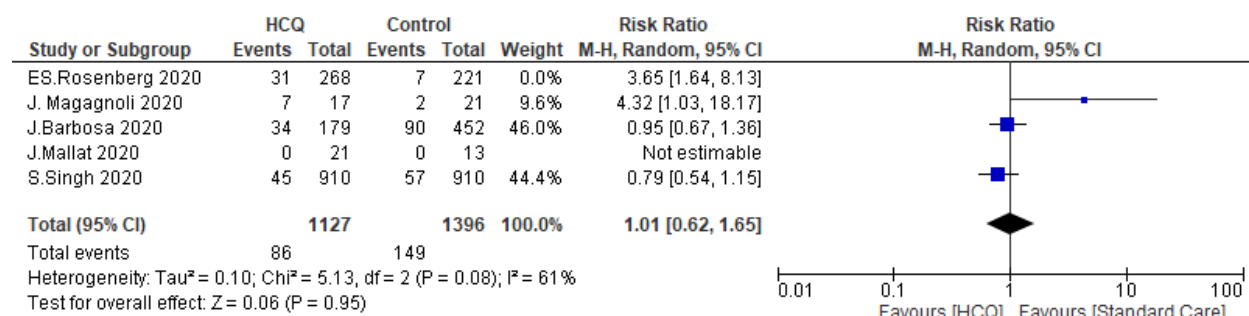 HCQ Control Risk Ratio Risk Ratio
Study or Subgroup Events Total Events Total Weight M-H, Random, 95% CI M-H, Random, 95% CI
ES.Rosenberg 2020 31 268 7 221 0.0% 3.65 [1.64, 8.13]
J. Magagnoli 2020 7 17 2 21 9.6% 4.32 [1.03, 18.17]
J.Barbosa 2020 34 179 90 452 46.0% 0.95 [0.67, 1.36]
J.Mallat 2020 0 21 0 13 Not estimable
S.Singh 2020 45 910 57 910 44.4% 0.79 [0.54, 1.15]
Total (95% CI) 1127 1396 100.0% 1.01 [0.62, 1.65]
Total events 86 149
Heterogeneity: Tau² = 0.10; Chi² = 5.13, df = 2 (P = 0.08); I² = 61%
Test for overall effect: Z = 0.06 (P = 0.95)
0.01 0.1 1 10 100
Favours [HCQ] Favours [Standard Care]